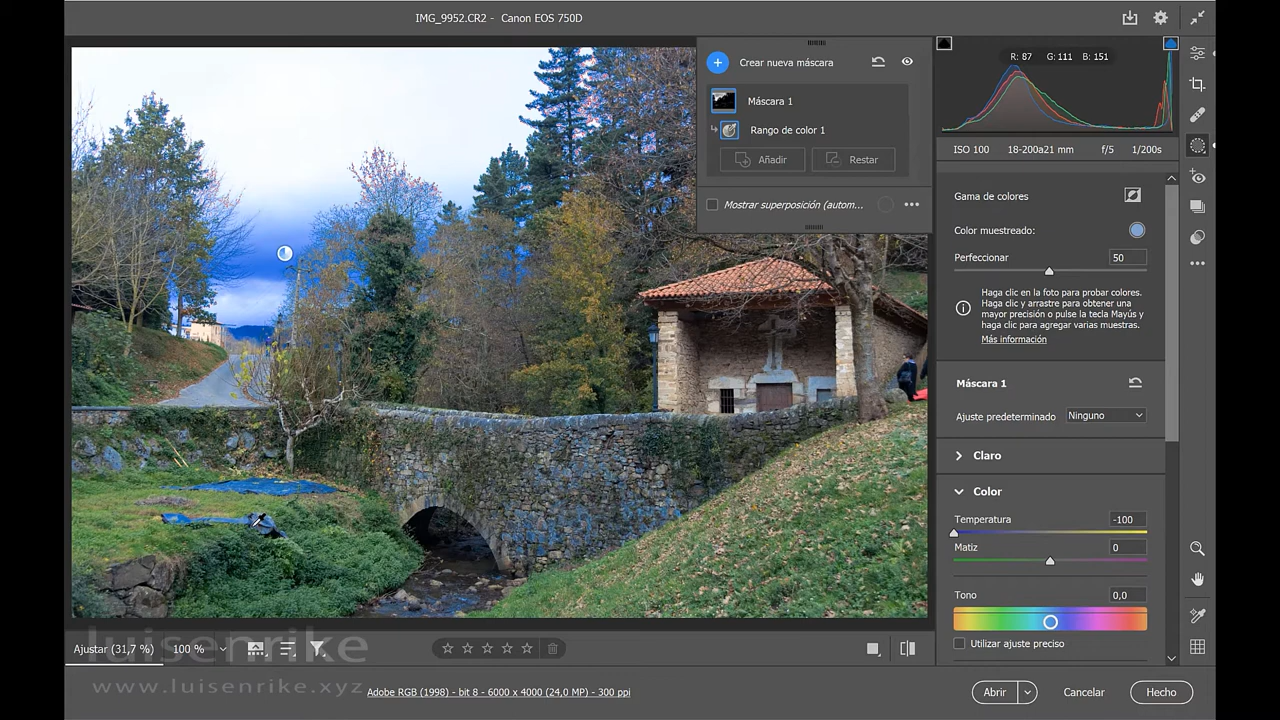 IMG_9952.CR2 - Canon EOS 750D
Crear nueva máscara
Máscara 1
Rango de color 1
Añadir
Restar
Mostrar superposición (autom...
R: 87 G: 111 B: 151
ISO 100 18-200a21 mm f/5 1/200s
Gama de colores
Color muestreado:
Perfeccionar 50
Haga clic en la foto para probar colores.
Haga clic y arrastre para obtener una
mayor precisión o pulse la tecla Mayús y
haga clic para agregar varias muestras.
Más información
Máscara 1
Ajuste predeterminado Ninguno
Claro
Color
Temperatura -100
Matiz 0
Tono 0,0
Utilizar ajuste preciso
luisenrike
www.luisenrike.xyz
Ajustar (31,7 %) 100 %
Adobe RGB (1998) - bit 8 - 6000 x 4000 (24,0 MP) - 300 ppi
Abrir Cancelar Hecho